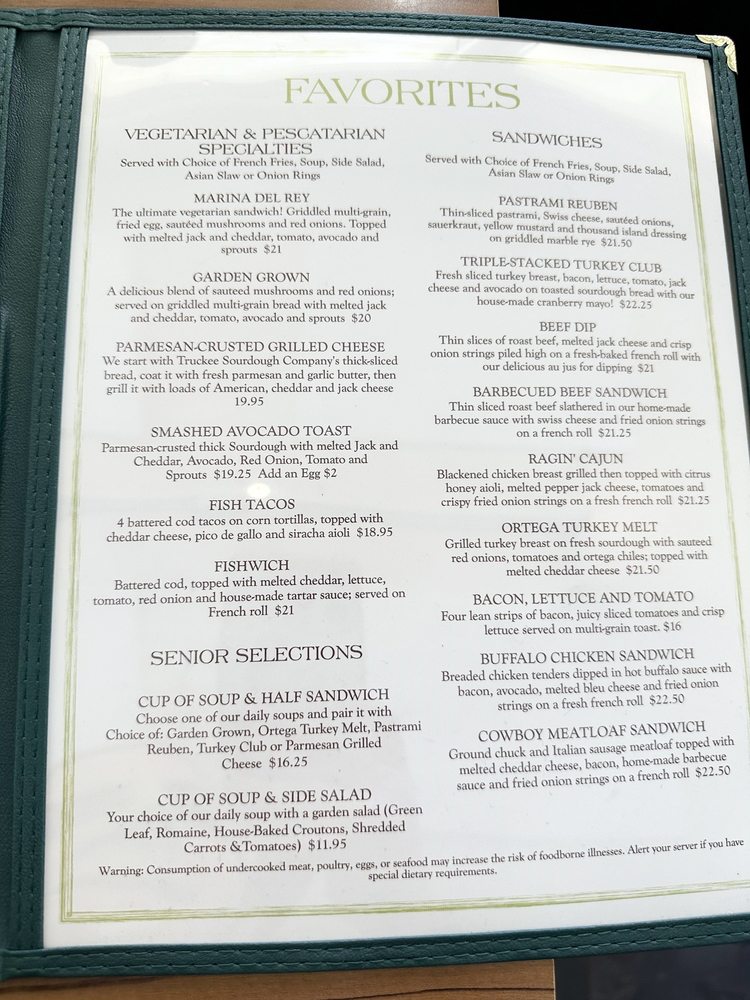 FAVORITES
VEGETARIAN & PESCATARIAN
SPECIALTIES
Served with Choice of French Fries, Soup, Side Salad,
Asian Slaw or Onion Rings
MARINA DEL REY
The ultimate vegetarian sandwich! Griddled multi-grain,
fried egg, sautéed mushrooms and red onions. Topped
with melted jack and cheddar, tomato, avocado and
sprouts $21
GARDEN GROWN
A delicious blend of sauteed mushrooms and red onions;
served on griddled multi-grain bread with melted jack
and cheddar, tomato, avocado and sprouts $20
PARMESAN-CRUSTED GRILLED CHEESE
We start with Truckee Sourdough Company's thick-sliced
bread, coat it with fresh parmesan and garlic butter, then
grill it with loads of American, cheddar and jack cheese
19.95
SMASHED AVOCADO TOAST
Parmesan-crusted thick Sourdough with melted Jack and
Cheddar, Avocado, Red Onion, Tomato and
Sprouts $19.25 Add an Egg $2
FISH TACOS
4 battered cod tacos on corn tortillas, topped with
cheddar cheese, pico de gallo and siracha aioli $18.95
FISHWICH
Battered cod, topped with melted cheddar, lettuce,
tomato, red onion and house-made tartar sauce; served on
French roll $21
SENIOR SELECTIONS
CUP OF SOUP & HALF SANDWICH
Choose one of our daily soups and pair it with
Choice of: Garden Grown, Ortega Turkey Melt, Pastrami
Reuben, Turkey Club or Parmesan Grilled
Cheese $16.25
CUP OF SOUP & SIDE SALAD
Your choice of our daily soup with a garden salad (Green
Leaf, Romaine, House-Baked Croutons, Shredded
Carrots &Tomatoes) $11.95
SANDWICHES
Served with Choice of French Fries, Soup, Side Salad,
Asian Slaw or Onion Rings
PASTRAMI REUBEN
Thin-sliced pastrami, Swiss cheese, sautéed onions,
sauerkraut, yellow mustard and thousand island dressing
on griddled marble rye $21.50
TRIPLE-STACKED TURKEY CLUB
Fresh sliced turkey breast, bacon, lettuce, tomato, jack
cheese and avocado on toasted sourdough bread with our
house-made cranberry mayo! $22.25
BEEF DIP
Thin slices of roast beef, melted jack cheese and crisp
onion strings piled high on a fresh-baked french roll with
our delicious au jus for dipping $21
BARBECUED BEEF SANDWICH
Thin sliced roast beef slathered in our home-made
barbecue sauce with swiss cheese and fried onion strings
on a french roll $21.25
RAGIN' CAJUN
Blackened chicken breast grilled then topped with citrus
honey aioli, melted pepper jack cheese, tomatoes and
crispy fried onion strings on a fresh french roll $21.25
ORTEGA TURKEY MELT
Grilled turkey breast on fresh sourdough with sauteed
red onions, tomatoes and ortega chiles; topped with
melted cheddar cheese $21.50
BACON, LETTUCE AND TOMATO
Four lean strips of bacon, juicy sliced tomatoes and crisp
lettuce served on multi-grain toast. $16
BUFFALO CHICKEN SANDWICH
Breaded chicken tenders dipped in hot buffalo sauce with
bacon, avocado, melted bleu cheese and fried onion
strings on a fresh french roll $22.50
COWBOY MEATLOAF SANDWICH
Ground chuck and Italian sausage meatloaf topped with
melted cheddar cheese, bacon, home-made barbecue
sauce and fried onion strings on a french roll $22.50
Warning: Consumption of undercooked meat, poultry, eggs, or seafood may increase the risk of foodborne illnesses. Alert your server if you have
special dietary requirements.